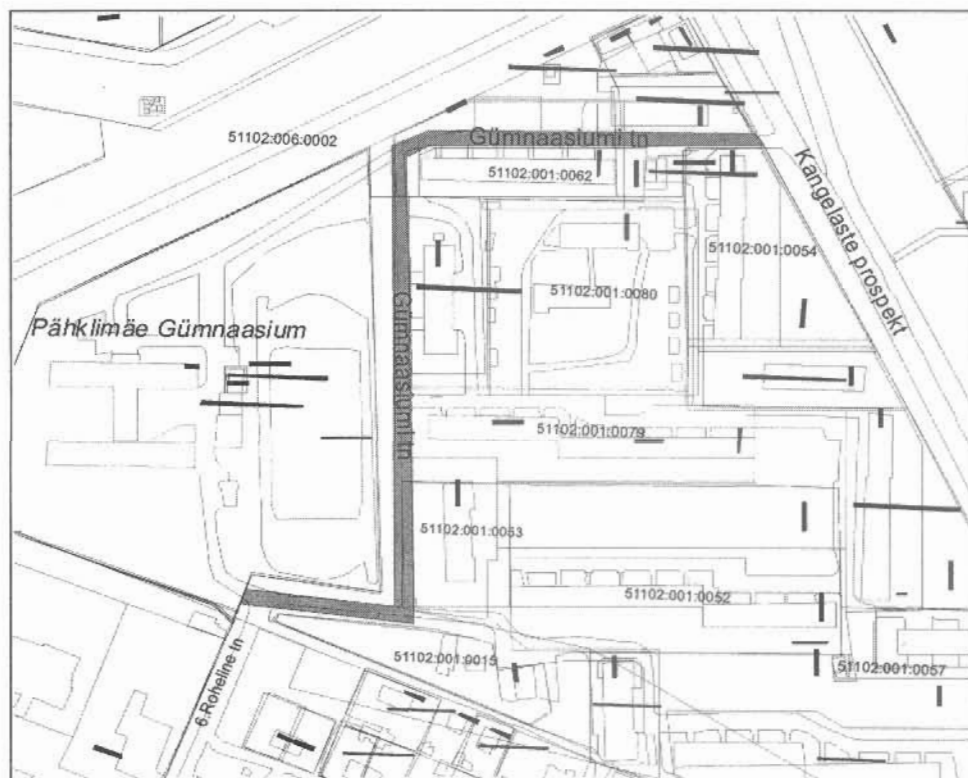 51102:006:0002
Gümnaasiumi tn
51102:001:0062
Kangelaste prospekt
51102:001:0054
51102:001:0080
Gümnaasiumi tn
Pähklimäe Gümnaasium
51102:001:0079
51102:001:0053
51102:001:0052
51102:001:9015
51102:001:0057
6.Roheline tn